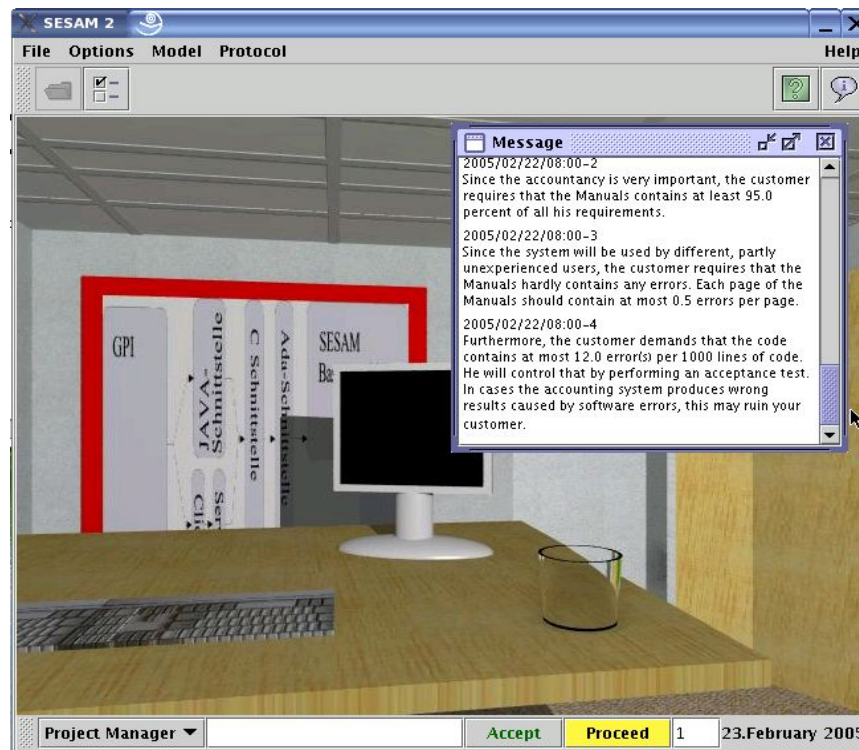 SESAM 2
File Options Model Protocol Help
Message
2005/02/22/08:00-2
Since the accountancy is very important, the customer
requires that the Manuals contains at least 95.0
percent of all his requirements.
2005/02/22/08:00-3
Since the system will be used by different, partly
unexperienced users, the customer requires that the
Manuals hardly contains any errors. Each page of the
Manuals should contain at most 0.5 errors per page.
2005/02/22/08:00-4
Furthermore, the customer demands that the code
contains at most 12.0 error(s) per 1000 lines of code.
He will control that by performing an acceptance test.
In cases the accounting system produces wrong
results caused by software errors, this may ruin your
customer.
GPI
JAVA-
Schnittstelle
C Schnittstelle
Ada-Schnittstelle
SESAM
Project Manager Accept Proceed 1 23.February 2005